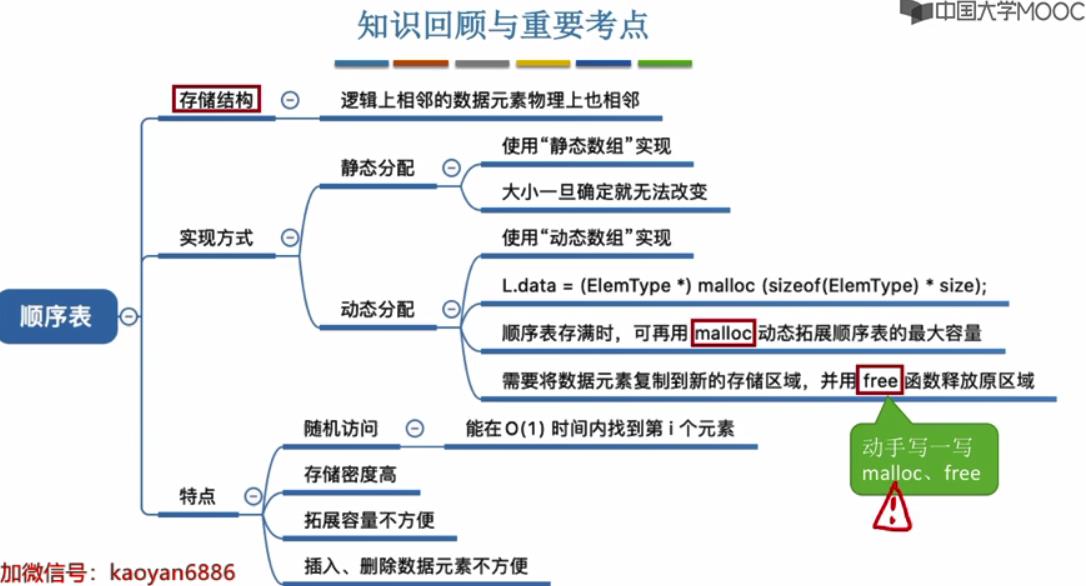 中国大学MOOC
知识回顾与重要考点
存储结构
逻辑上相邻的数据元素物理上也相邻
使用“静态数组”实现
静态分配
大小一旦确定就无法改变
实现方式
使用“动态数组”实现
L.data = (ElemType *) malloc (sizeof(ElemType) * size);
动态分配
顺序表
顺序表存满时，可再用 malloc 动态拓展顺序表的最大容量
需要将数据元素复制到新的存储区域，并用 free 函数释放原区域
随机访问
能在O(1) 时间内找到第 i 个元素
动手写一写
malloc、free
存储密度高
特点
拓展容量不方便
插入、删除数据元素不方便
加微信号：kaoyan6886